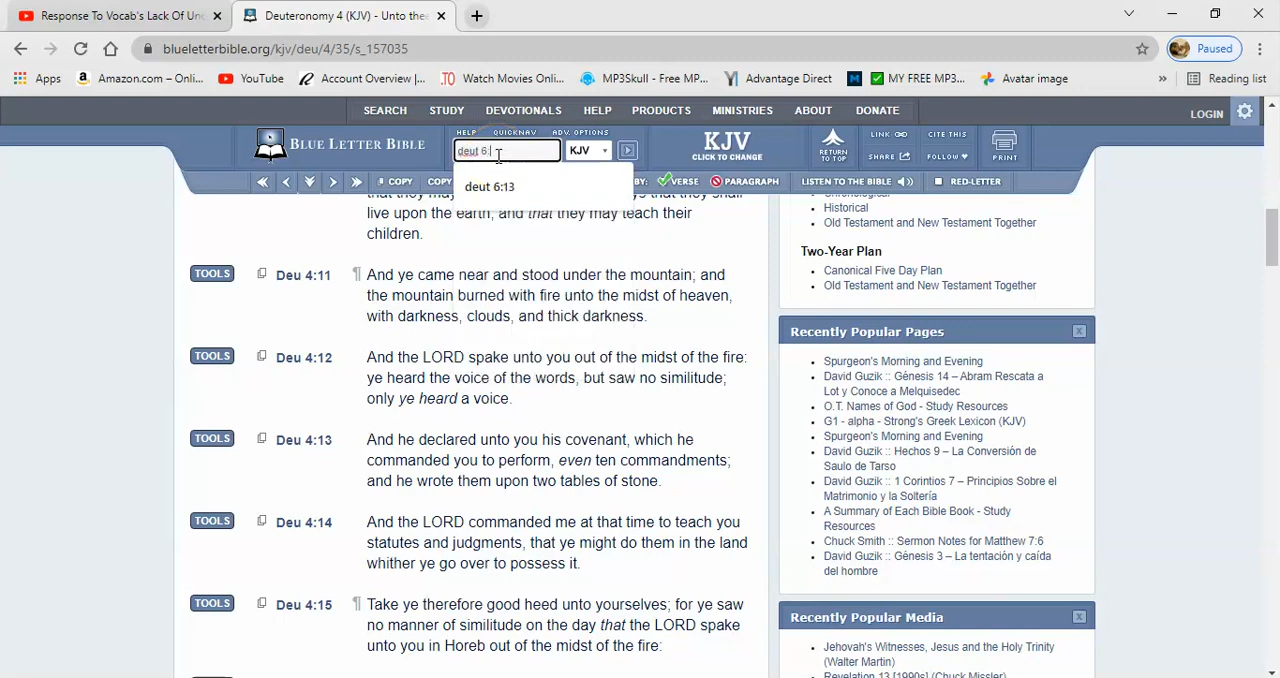 Response To Vocab's Lack Of Un
Deuteronomy 4 (KJV) - Unto thee
blueletterbible.org/kjv/deu/4/35/s_157035
Paused
Apps
Amazon.com – Onli...
YouTube
Account Overview |...
Watch Movies Onli...
MP3Skull - Free MP...
Advantage Direct
MY FREE MP3...
Avatar image
»
Reading list
SEARCH
STUDY
DEVOTIONALS
HELP
PRODUCTS
MINISTRIES
ABOUT
DONATE
LOGIN
BLUE LETTER BIBLE
HELP
QUICKNAV
ADV. OPTIONS
deut 6:
KJV
deut 6:13
KJV
CLICK TO CHANGE
RETURN
TO TOP
LINK
SHARE
CITE THIS
FOLLOW
PRINT
COPY
COPY
BY:
VERSE
PARAGRAPH
LISTEN TO THE BIBLE
RED-LETTER
live upon the earth, and that they may teach their
children.
TOOLS
Deu 4:11
¶ And ye came near and stood under the mountain; and
the mountain burned with fire unto the midst of heaven,
with darkness, clouds, and thick darkness.
TOOLS
Deu 4:12
And the LORD spake unto you out of the midst of the fire:
ye heard the voice of the words, but saw no similitude;
only ye heard a voice.
TOOLS
Deu 4:13
And he declared unto you his covenant, which he
commanded you to perform, even ten commandments;
and he wrote them upon two tables of stone.
TOOLS
Deu 4:14
And the LORD commanded me at that time to teach you
statutes and judgments, that ye might do them in the land
whither ye go over to possess it.
TOOLS
Deu 4:15
¶ Take ye therefore good heed unto yourselves; for ye saw
no manner of similitude on the day that the LORD spake
unto you in Horeb out of the midst of the fire:
Historical
Old Testament and New Testament Together
Two-Year Plan
Canonical Five Day Plan
Old Testament and New Testament Together
Recently Popular Pages
Spurgeon's Morning and Evening
David Guzik :: Génesis 14 – Abram Rescata a
Lot y Conoce a Melquisedec
O.T. Names of God - Study Resources
G1 - alpha - Strong's Greek Lexicon (KJV)
Spurgeon's Morning and Evening
David Guzik :: Hechos 9 – La Conversión de
Saulo de Tarso
David Guzik :: 1 Corintios 7 – Principios Sobre el
Matrimonio y la Soltería
A Summary of Each Bible Book - Study
Resources
Chuck Smith :: Sermon Notes for Matthew 7:6
David Guzik :: Génesis 3 – La tentación y caída
del hombre
Recently Popular Media
Jehovah's Witnesses, Jesus and the Holy Trinity
(Walter Martin)
Revelation 13 [1990s] (Chuck Missler)